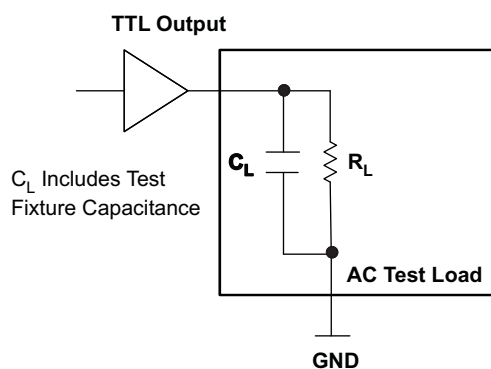 TTL Output
C_L
R_L
C_L Includes Test
Fixture Capacitance
AC Test Load
GND